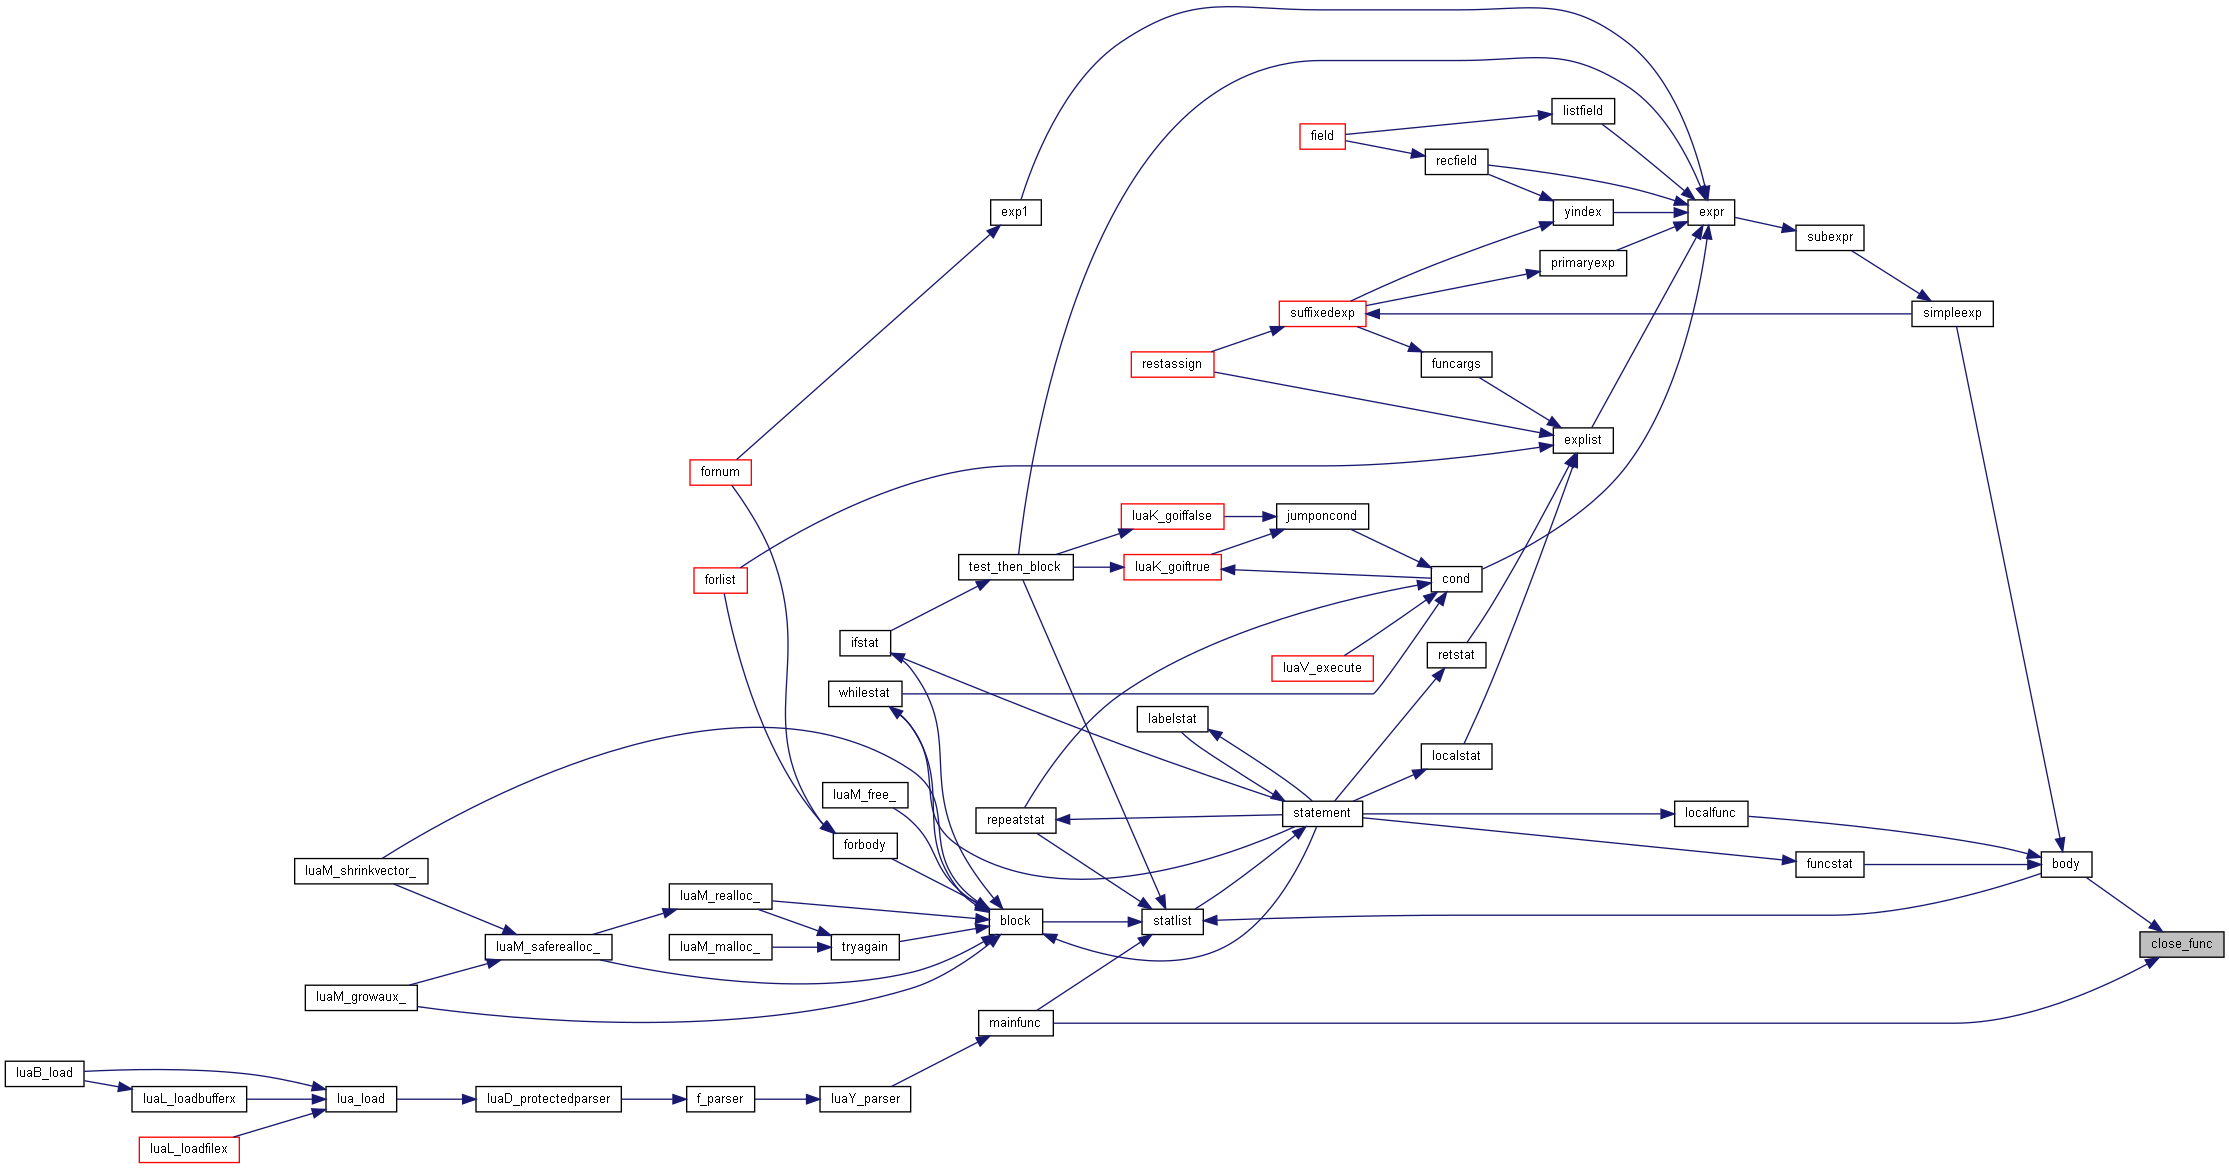 listfield
field
recfield
exp1
yindex
expr
subexpr
primaryexp
suffixedexp
simpleexp
restassign
funcargs
explist
fornum
luaK_goiffalse
jumponcond
test_then_block
luaK_goiftrue
cond
forlist
ifstat
retstat
luaV_execute
whilestat
labelstat
localstat
luaM_free_
repeatstat
statement
localfunc
forbody
luaM_shrinkvector_
funcstat
body
luaM_realloc_
block
statlist
luaM_saferealloc_
luaM_malloc_
tryagain
close_func
luaM_growaux_
mainfunc
luaB_load
luaL_loadbufferx
lua_load
luaD_protectedparser
f_parser
luaY_parser
luaL_loadfilex